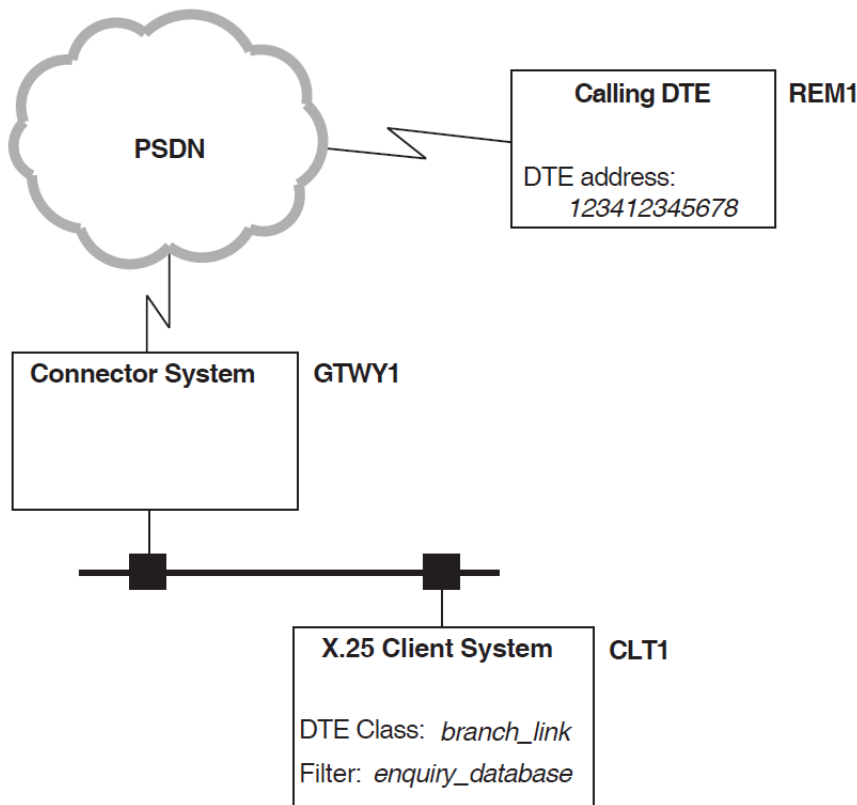 PSDN
Calling DTE
REM1
DTE address:
123412345678
Connector System
GTWY1
X.25 Client System
CLT1
DTE Class: branch_link
Filter: enquiry_database